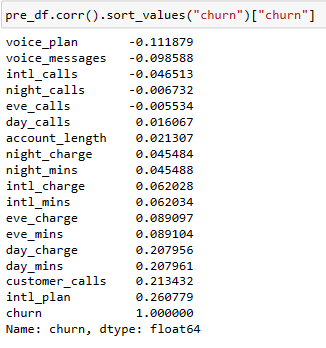 pre_df.corr().sort_values("churn")["churn"]
voice_plan -0.111879
voice_messages -0.098588
intl_calls -0.046513
night_calls -0.006732
eve_calls -0.005534
day_calls 0.016067
account_length 0.021307
night_charge 0.045484
night_mins 0.045488
intl_charge 0.062028
intl_mins 0.062034
eve_charge 0.089097
eve_mins 0.089104
day_charge 0.207956
day_mins 0.207961
customer_calls 0.213432
intl_plan 0.260779
churn 1.000000
Name: churn, dtype: float64